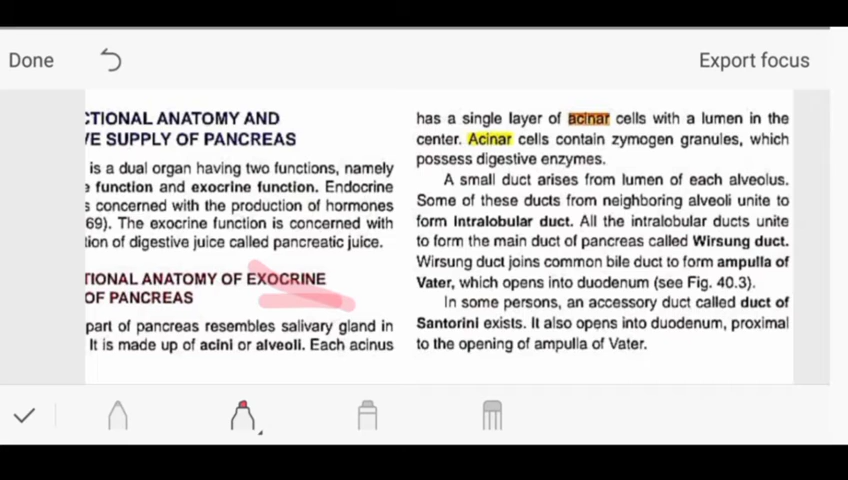 Done
Export focus
CTIONAL ANATOMY AND
E SUPPLY OF PANCREAS
is a dual organ having two functions, namely
e function and exocrine function. Endocrine
s concerned with the production of hormones
69). The exocrine function is concerned with
tion of digestive juice called pancreatic juice.
TIONAL ANATOMY OF EXOCRINE
OF PANCREAS
part of pancreas resembles salivary gland in
It is made up of acini or alveoli. Each acinus
has a single layer of acinar cells with a lumen in the
center. Acinar cells contain zymogen granules, which
possess digestive enzymes.
A small duct arises from lumen of each alveolus.
Some of these ducts from neighboring alveoli unite to
form intralobular duct. All the intralobular ducts unite
to form the main duct of pancreas called Wirsung duct.
Wirsung duct joins common bile duct to form ampulla of
Vater, which opens into duodenum (see Fig. 40.3).
In some persons, an accessory duct called duct of
Santorini exists. It also opens into duodenum, proximal
to the opening of ampulla of Vater.